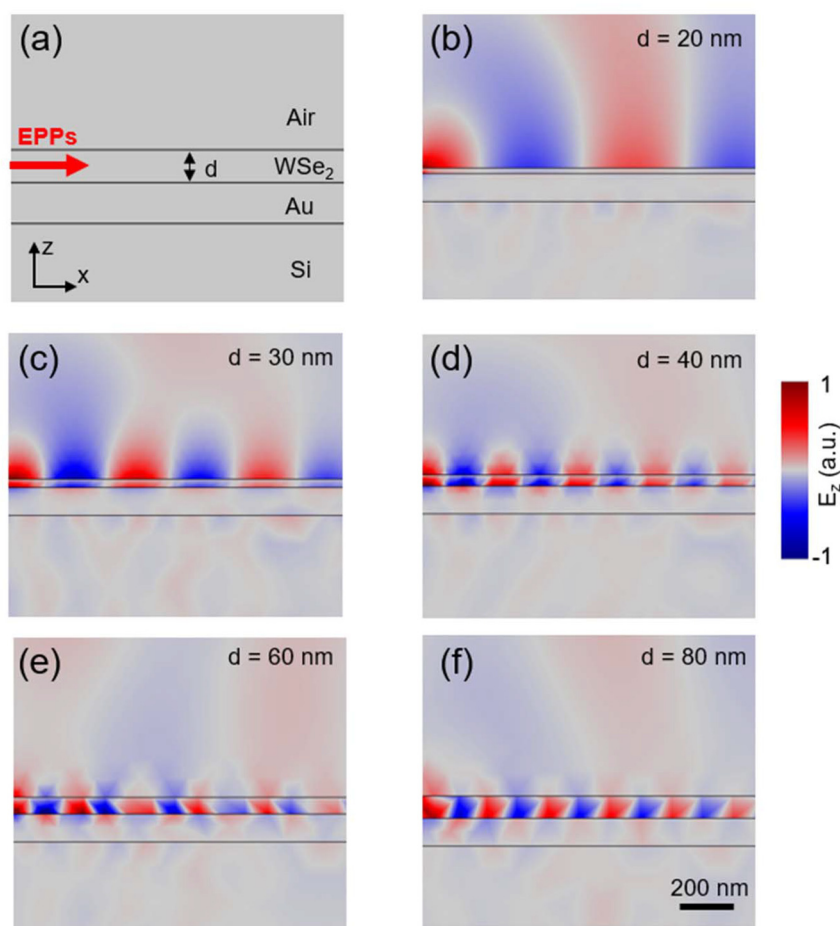 (a)
Air
EPPs
d
WSe₂
Au
z
x
Si
(b)
d = 20 nm
(c)
d = 30 nm
(d)
d = 40 nm
1
E_z (a.u.)
-1
(e)
d = 60 nm
(f)
d = 80 nm
200 nm